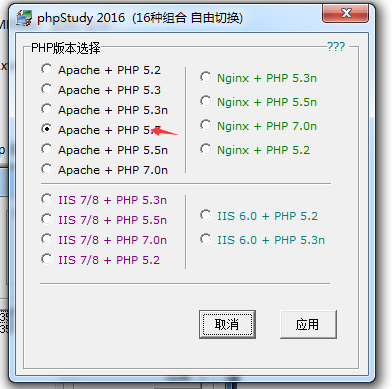 phpStudy 2016 (16种组合 自由切换)
PHP版本选择
???
Apache + PHP 5.2
Apache + PHP 5.3
Apache + PHP 5.3n
Apache + PHP
Apache + PHP 5.5n
Apache + PHP 7.0n
Nginx + PHP 5.3n
Nginx + PHP 5.5n
Nginx + PHP 7.0n
Nginx + PHP 5.2
IIS 7/8 + PHP 5.3n
IIS 7/8 + PHP 5.5n
IIS 7/8 + PHP 7.0n
IIS 7/8 + PHP 5.2
IIS 6.0 + PHP 5.2
IIS 6.0 + PHP 5.3n
取消
应用